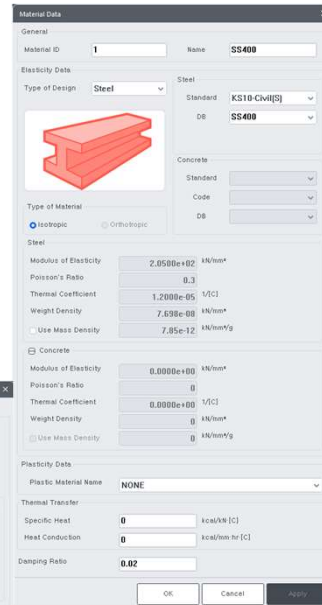 Material Data
General
Material ID 1 Name SS400
Elasticity Data
Type of Design Steel
Steel
Standard KS10-Civil(S)
DB SS400
Concrete
Standard
Code
DB
Type of Material
Isotropic Orthotropic
Steel
Modulus of Elasticity 2.0500e+02 kN/mm²
Poisson's Ratio 0.3
Thermal Coefficient 1.2000e-05 1/[C]
Weight Density 7.698e-08 kN/mm³
Use Mass Density 7.85e-12 kN/mm³/g
Concrete
Modulus of Elasticity 0.0000e+00 kN/mm²
Poisson's Ratio 0
Thermal Coefficient 0.0000e+00 1/[C]
Weight Density 0 kN/mm³
Use Mass Density 0 kN/mm³/g
Plasticity Data
Plastic Material Name NONE
Thermal Transfer
Specific Heat 0 kcal/kN·[C]
Heat Conduction 0 kcal/mm·hr·[C]
Damping Ratio 0.02
OK Cancel Apply